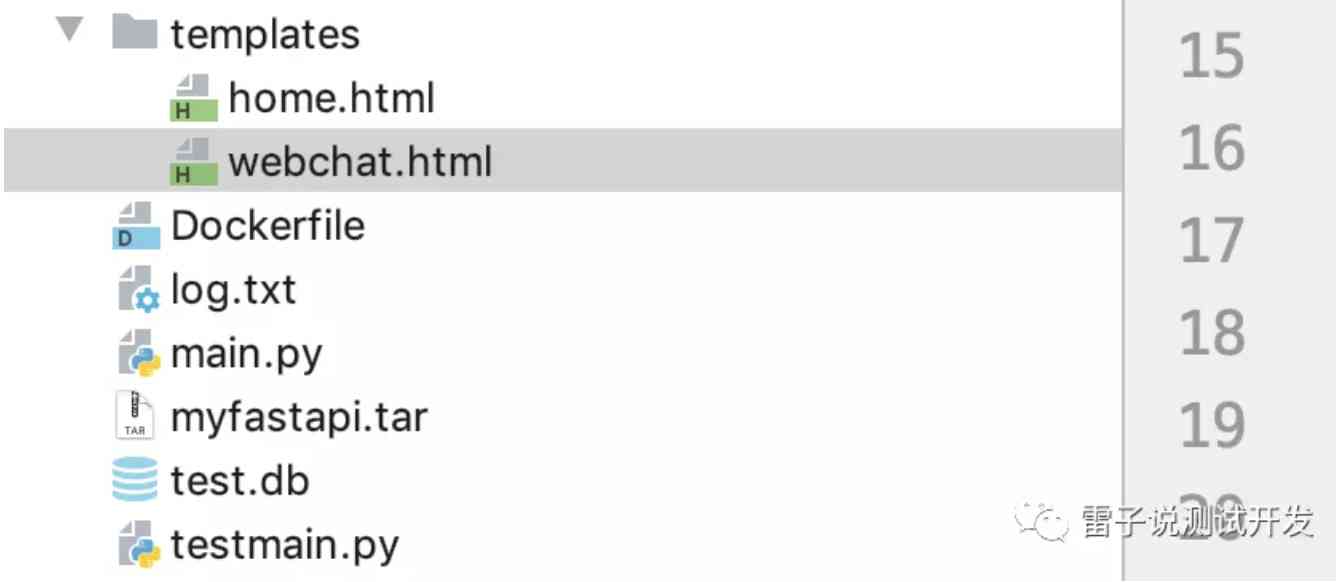 templates
home.html
webchat.html
Dockerfile
log.txt
main.py
myfastapi.tar
test.db
testmain.py
H
H
D
TAR
15
16
17
18
19
20
雷子说测试开发